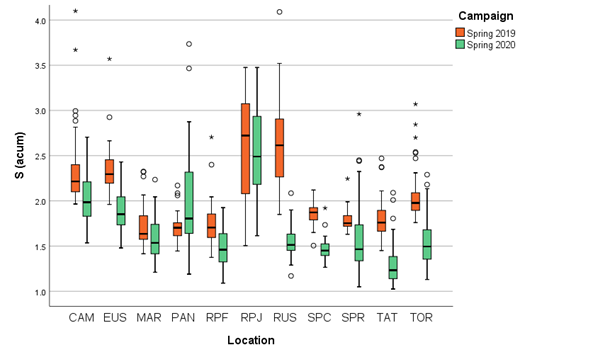 Campaign
Spring 2019
Spring 2020
S (acum)
4.0
3.5
3.0
2.5
2.0
1.5
1.0
CAM EUS MAR PAN RPF RPJ RUS SPC SPR TAT TOR
Location